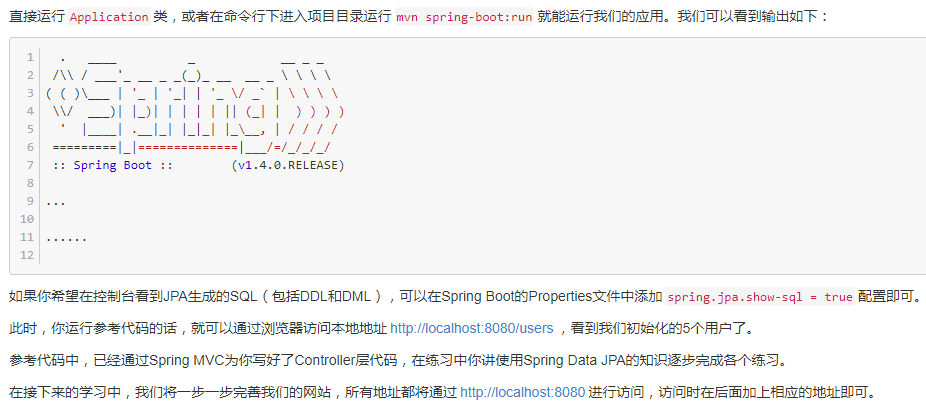 直接运行 Application 类，或者在命令行下进入项目目录运行 mvn spring-boot:run 就能运行我们的应用。我们可以看到输出如下：
1   .   ____          _            __ _ _
2  /\\ / ___'_ __ _ _(_)_ __  __ _ \ \ \ \
3 ( ( )\___ | '_ | '_| | '_ \/ _` | \ \ \ \
4  \\/  ___)| |_)| | | | | || (_| |  ) ) ) )
5   '  |____| .__|_| |_|_| |_\__, | / / / /
6  =========|_|==============|___/=/_/_/_/
7  :: Spring Boot ::        (v1.4.0.RELEASE)
8
9 ...
10
11 ......
12
如果你希望在控制台看到JPA生成的SQL（包括DDL和DML），可以在Spring Boot的Properties文件中添加 spring.jpa.show-sql = true 配置即可。
此时，你运行参考代码的话，就可以通过浏览器访问本地地址 http://localhost:8080/users ，看到我们初始化的5个用户了。
参考代码中，已经通过Spring MVC为你写好了Controller层代码，在练习中你讲使用Spring Data JPA的知识逐步完成各个练习。
在接下来的学习中，我们将一步一步完善我们的网站，所有地址都将通过 http://localhost:8080 进行访问，访问时在后面加上相应的地址即可。